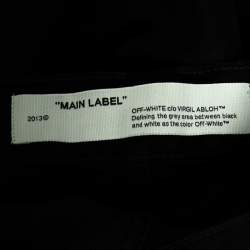 "MAIN LABEL"
2013©
OFF-WHITE c/o VIRGIL ABLOH™
Defining the grey area between black
and white as the color Off-White™